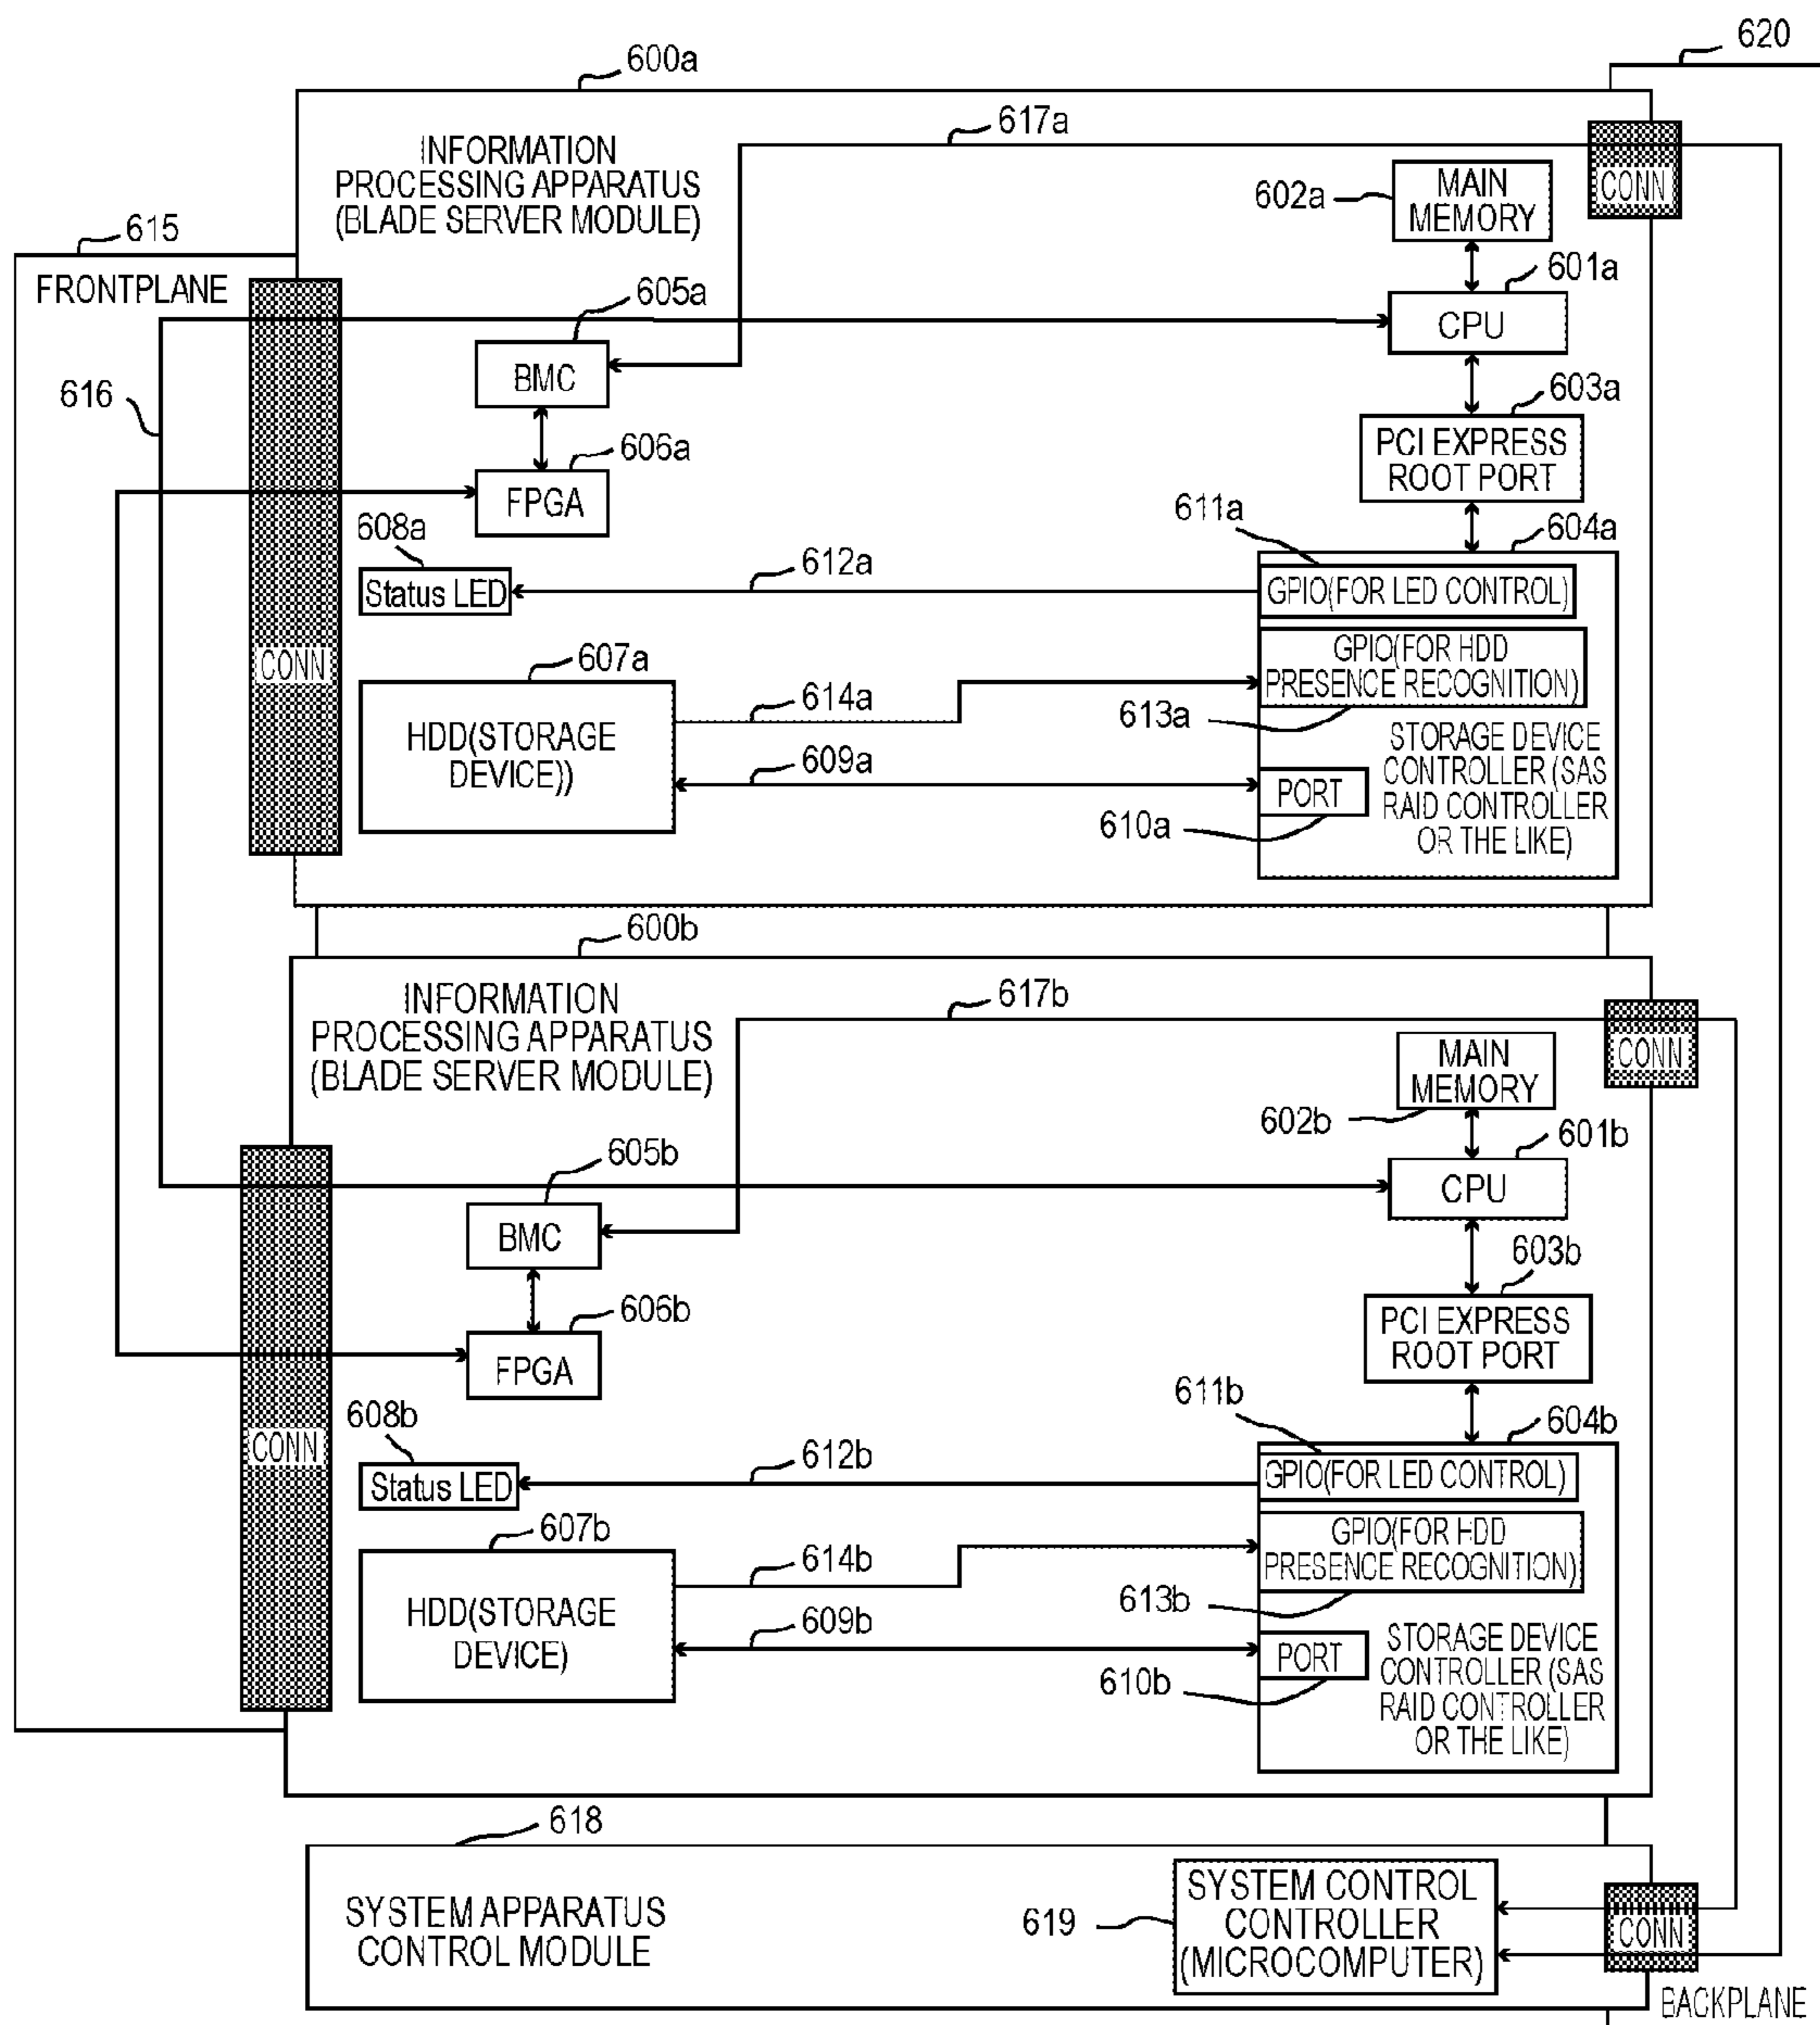 620
600a
617a
INFORMATION
PROCESSING APPARATUS
(BLADE SERVER MODULE)
CONN
602a
MAIN
MEMORY
615
FRONTPLANE
605a
601a
CPU
BMC
616
603a
606a
PCI EXPRESS
ROOT PORT
FPGA
611a
604a
608a
612a
Status LED
GPIO(FOR LED CONTROL)
607a
GPIO(FOR HDD
PRESENCE RECOGNITION)
CONN
614a
613a
HDD(STORAGE
DEVICE))
STORAGE DEVICE
CONTROLLER (SAS
RAID CONTROLLER
OR THE LIKE)
609a
PORT
610a
600b
617b
INFORMATION
PROCESSING APPARATUS
(BLADE SERVER MODULE)
CONN
MAIN
MEMORY
602b
605b
601b
CPU
BMC
603b
606b
PCI EXPRESS
ROOT PORT
FPGA
611b
604b
608b
CONN
612b
Status LED
GPIO(FOR LED CONTROL)
607b
GPIO(FOR HDD
PRESENCE RECOGNITION)
614b
613b
HDD(STORAGE
DEVICE)
609b
STORAGE DEVICE
CONTROLLER (SAS
RAID CONTROLLER
OR THE LIKE)
PORT
610b
618
SYSTEM APPARATUS
CONTROL MODULE
619
SYSTEM CONTROL
CONTROLLER
(MICROCOMPUTER)
CONN
BACKPLANE